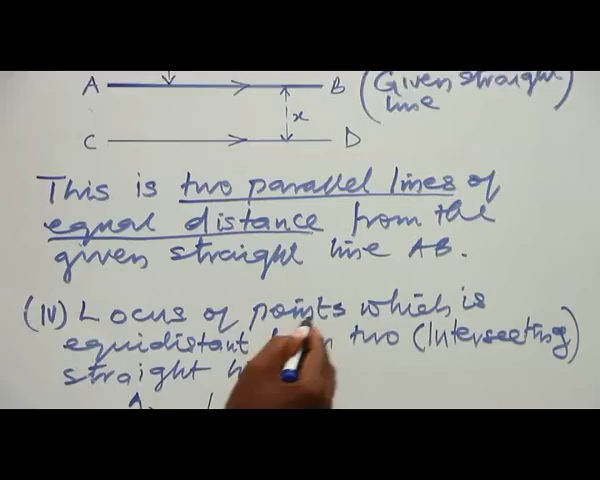 A B (Given straight
line
x
C D
This is two parallel lines of
equal distance from the
given straight line AB.
(IV) Locus of points which is
equidistant two (Intersecting)
straight
A